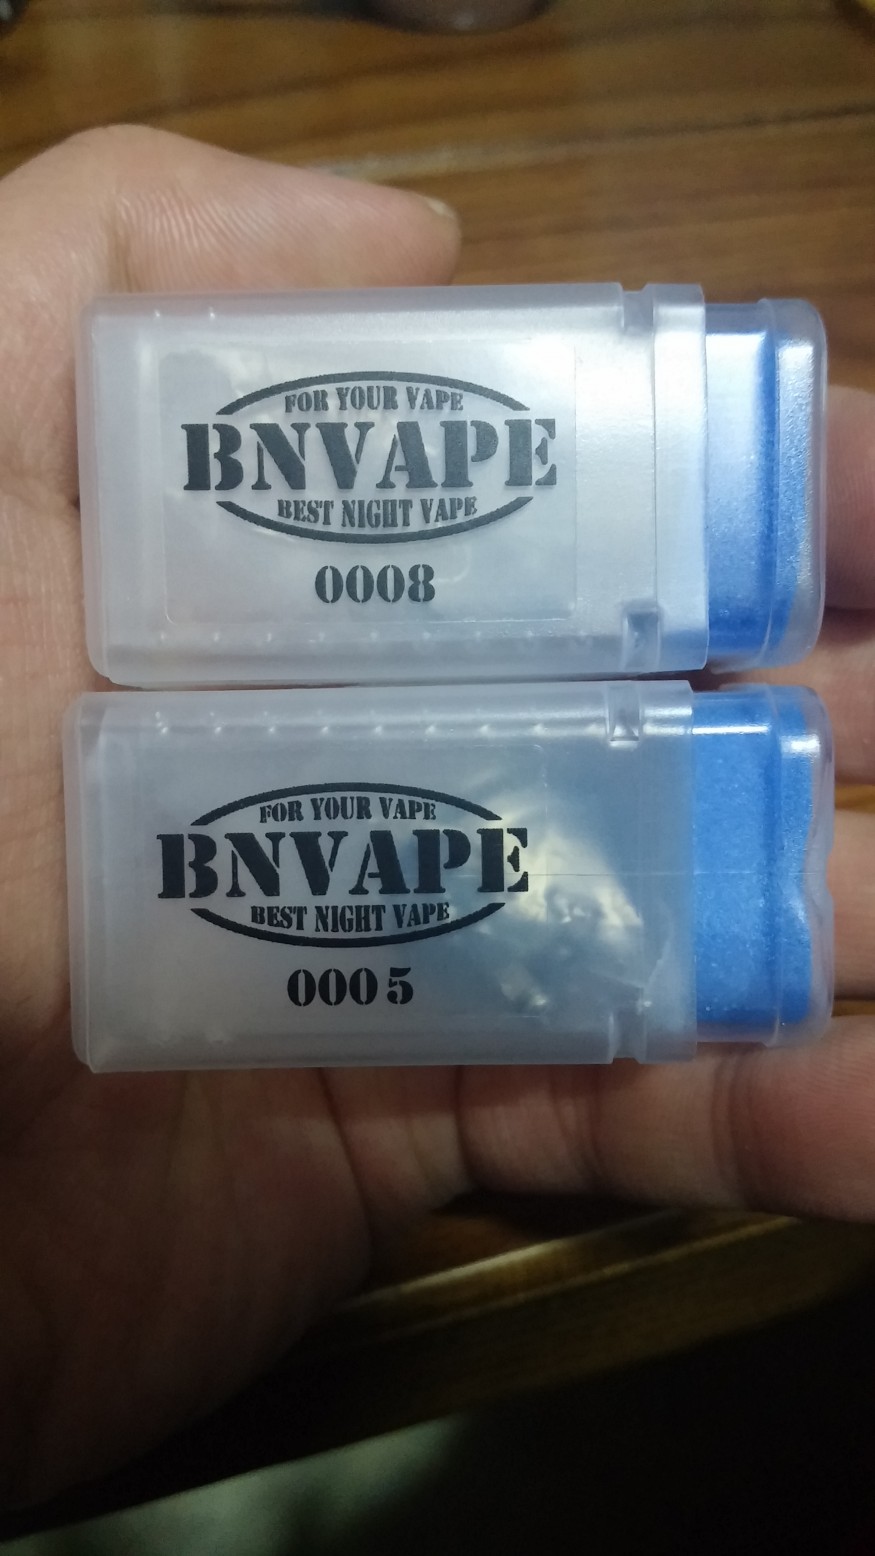 FOR YOUR VAPE
BNVAPE
BEST NIGHT VAPE
0008
FOR YOUR VAPE
BNVAPE
BEST NIGHT VAPE
0005